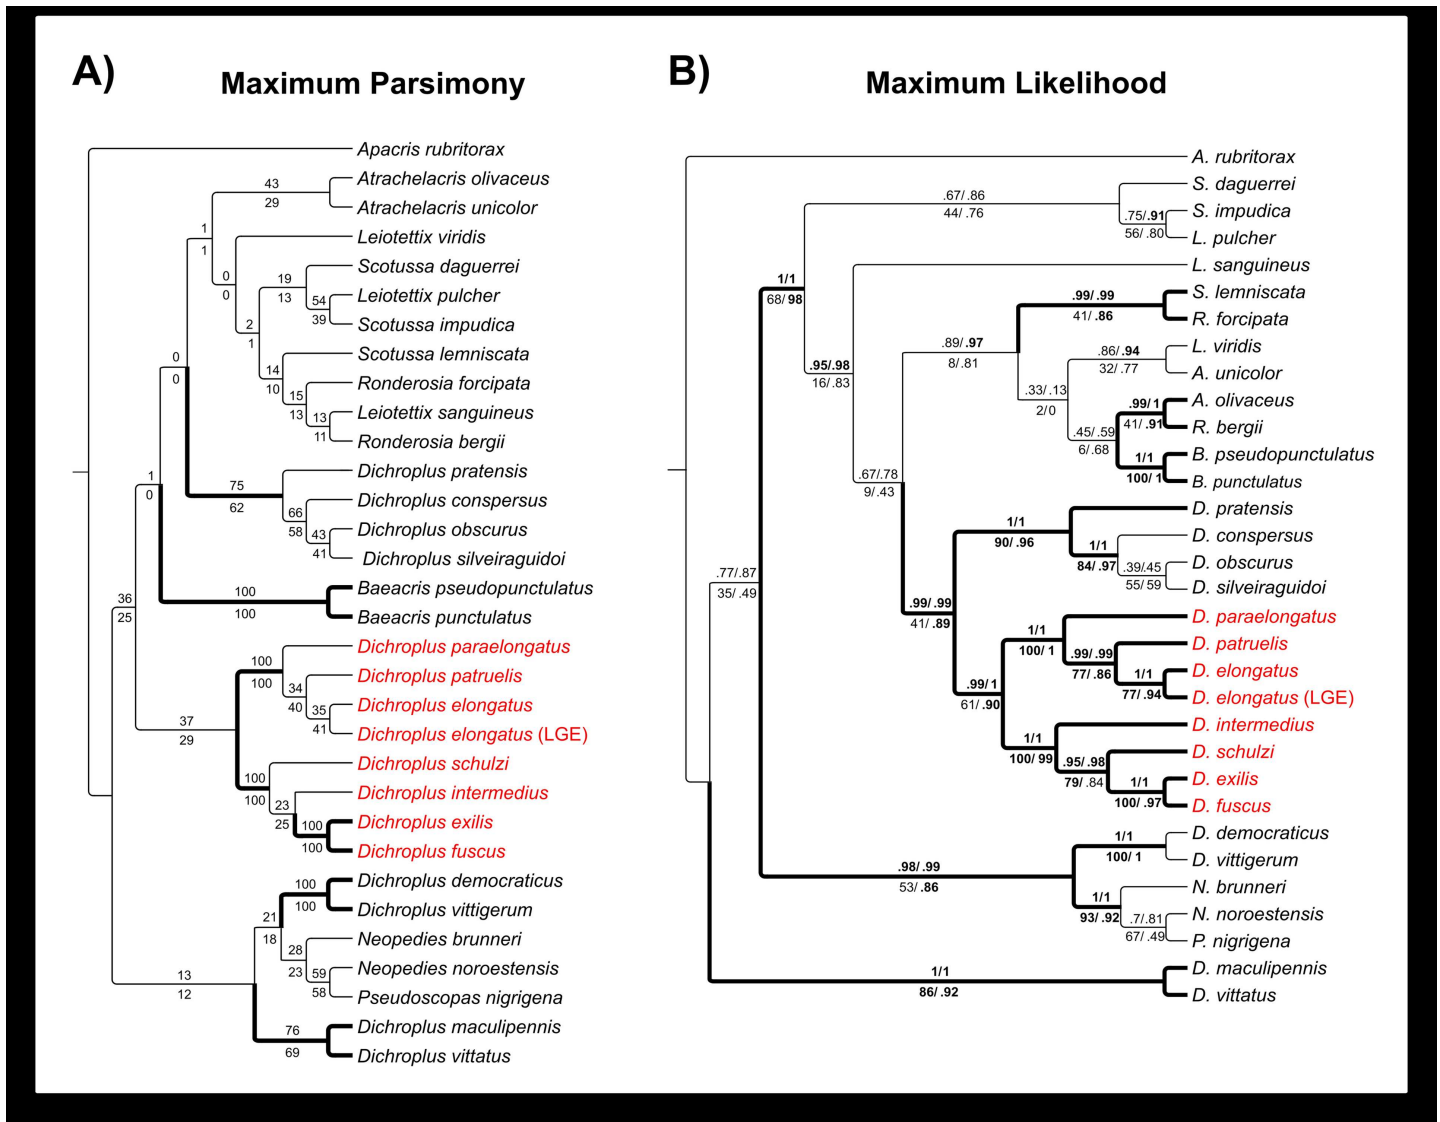 A)
Maximum Parsimony
Apacris rubritorax
43
29
Atrachelacris olivaceus
Atrachelacris unicolor
1
1
Leiotettix viridis
0
0
19
13
Scotussa daguerrei
54
39
Leiotettix pulcher
Scotussa impudica
2
1
Scotussa lemniscata
14
10
Ronderosia forcipata
15
13
Leiotettix sanguineus
13
11
Ronderosia bergii
0
0
Dichroplus pratensis
75
62
Dichroplus conspersus
66
58
Dichroplus obscurus
43
41
Dichroplus silveiraguidoi
1
0
Baeacris pseudopunctulatus
100
100
Baeacris punctulatus
36
25
Dichroplus paraelongatus
100
100
Dichroplus patruelis
34
40
Dichroplus elongatus
35
41
Dichroplus elongatus (LGE)
37
29
Dichroplus schulzi
100
100
Dichroplus intermedius
23
25
Dichroplus exilis
100
100
Dichroplus fuscus
Dichroplus democraticus
100
100
Dichroplus vittigerum
21
18
Neopedies brunneri
28
23
Neopedies noroestensis
59
58
Pseudoscopas nigrigena
13
12
Dichroplus maculipennis
76
69
Dichroplus vittatus
B)
Maximum Likelihood
A. rubritorax
S. daguerrei
.67/ .86
44/ .76
S. impudica
.75/.91
56/ .80
L. pulcher
L. sanguineus
1/1
68/ 98
S. lemniscata
.99/ .99
41/ .86
R. forcipata
L. viridis
.89/ .97
8/.81
.86/ .94
32/ .77
A. unicolor
.95/.98
16/ .83
.33/ .13
2/0
A. olivaceus
.99/ 1
41/ .91
R. bergii
.45/ .59
6/ .68
B. pseudopunctulatus
1/1
100/ 1
B. punctulatus
.67/.78
9/.43
D. pratensis
1/1
90/ .96
D. conspersus
1/1
84/ .97
D. obscurus
.39/.45
55/ 59
D. silveiraguidoi
.77/.87
35/ .49
.99/ .99
41/ .89
D. paraelongatus
1/1
100/ 1
D. patruelis
.99/ .99
77/ .86
D. elongatus
1/1
77/ .94
D. elongatus (LGE)
.99/ 1
61/ .90
D. intermedius
1/1
100/ 99
D. schulzi
.95/ .98
79/ .84
D. exilis
1/1
100/ .97
D. fuscus
D. democraticus
1/1
100/ 1
D. vittigerum
.98/ .99
53/ .86
N. brunneri
1/1
93/ .92
N. noroestensis
.7/.81
67/ .49
P. nigrigena
D. maculipennis
1/1
86/ .92
D. vittatus